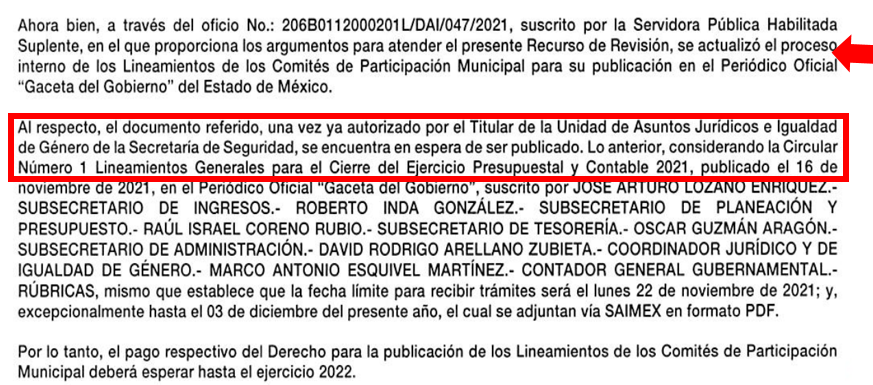 Ahora bien, a través del oficio No.: 206B0112000201L/DAI/047/2021, suscrito por la Servidora Pública Habilitada
Suplente, en el que proporciona los argumentos para atender el presente Recurso de Revisión, se actualizó el proceso
interno de los Lineamientos de los Comités de Participación Municipal para su publicación en el Periódico Oficial
“Gaceta del Gobierno” del Estado de México.
Al respecto, el documento referido, una vez ya autorizado por el Titular de la Unidad de Asuntos Jurídicos e Igualdad
de Género de la Secretaría de Seguridad, se encuentra en espera de ser publicado. Lo anterior, considerando la Circular
Número 1 Lineamientos Generales para el Cierre del Ejercicio Presupuestal y Contable 2021, publicado el 16 de
noviembre de 2021, en el Periódico Oficial “Gaceta del Gobierno”, suscrito por JOSÉ ARTURO LOZANO ENRÍQUEZ.-
SUBSECRETARIO DE INGRESOS.- ROBERTO INDA GONZÁLEZ.- SUBSECRETARIO DE PLANEACIÓN Y
PRESUPUESTO.- RAÚL ISRAEL CORENO RUBIO.- SUBSECRETARIO DE TESORERÍA.- OSCAR GUZMÁN ARAGÓN.-
SUBSECRETARIO DE ADMINISTRACIÓN.- DAVID RODRIGO ARELLANO ZUBIETA.- COORDINADOR JURÍDICO Y DE
IGUALDAD DE GÉNERO.- MARCO ANTONIO ESQUIVEL MARTÍNEZ.- CONTADOR GENERAL GUBERNAMENTAL.-
RÚBRICAS, mismo que establece que la fecha límite para recibir trámites será el lunes 22 de noviembre de 2021; y,
excepcionalmente hasta el 03 de diciembre del presente año, el cual se adjuntan vía SAIMEX en formato PDF.
Por lo tanto, el pago respectivo del Derecho para la publicación de los Lineamientos de los Comités de Participación
Municipal deberá esperar hasta el ejercicio 2022.